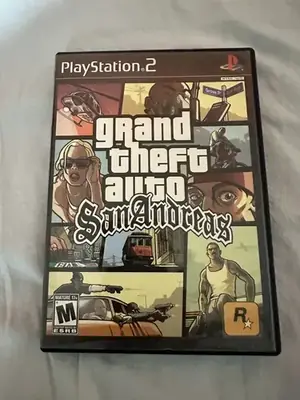 PlayStation 2
grand
theft
auto
San Andreas
MATURE 17+
M
ESRB
R